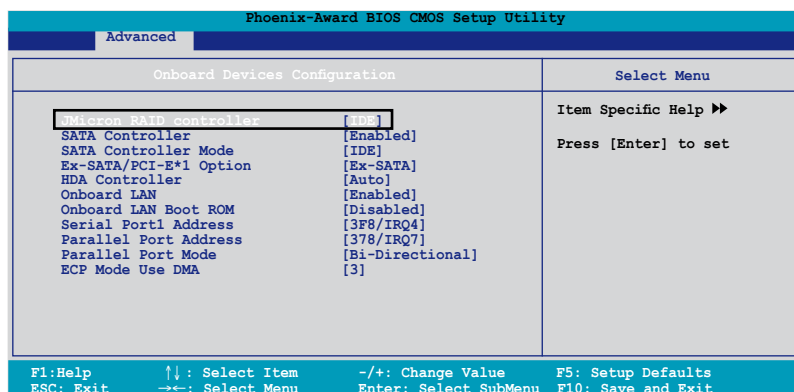 Phoenix-Award BIOS CMOS Setup Utility
Advanced
Onboard Devices Configuration
Select Menu
JMicron RAID controller [IDE]
SATA Controller [Enabled]
SATA Controller Mode [IDE]
Ex-SATA/PCI-E*1 Option [Ex-SATA]
HDA Controller [Auto]
Onboard LAN [Enabled]
Onboard LAN Boot ROM [Disabled]
Serial Port1 Address [3F8/IRQ4]
Parallel Port Address [378/IRQ7]
Parallel Port Mode [Bi-Directional]
ECP Mode Use DMA [3]
Item Specific Help ▶▶
Press [Enter] to set
F1:Help ↑↓: Select Item -/+: Change Value F5: Setup Defaults
ESC: Exit →←: Select Menu Enter: Select SubMenu F10: Save and Exit